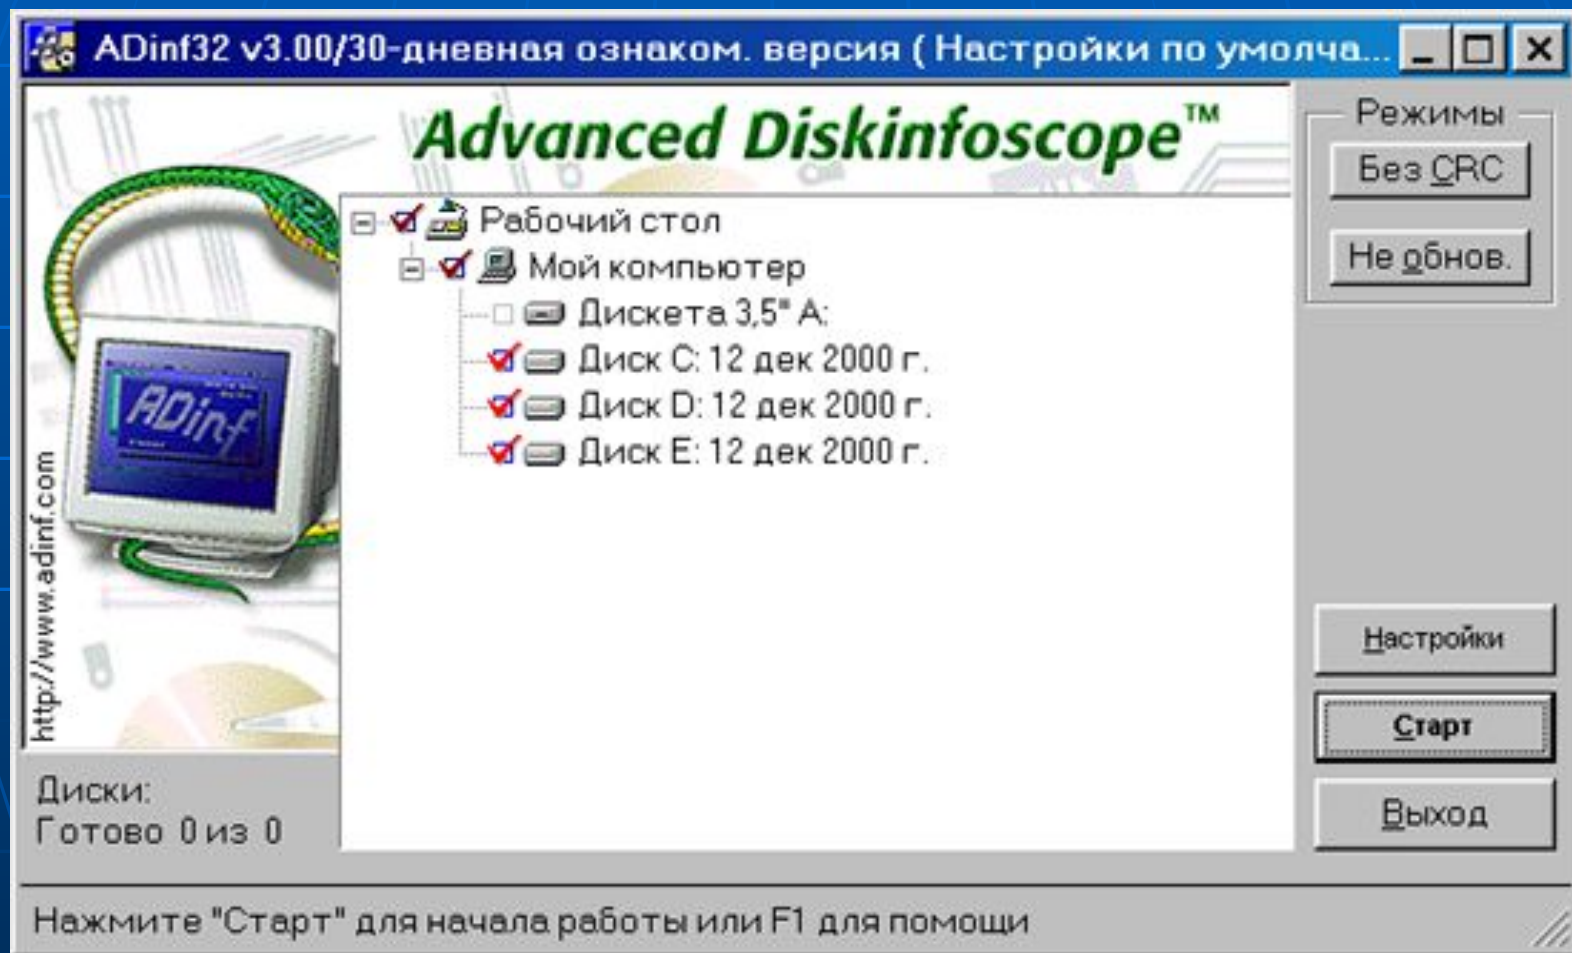 ADinf32 v3.00/30-дневная ознаком. версия ( Настройки по умолча...
Advanced Diskinfoscope™
Рабочий стол
Мой компьютер
Дискета 3,5" A:
Диск C: 12 дек 2000 г.
Диск D: 12 дек 2000 г.
Диск E: 12 дек 2000 г.
ADinf
http://www.adinf.com
Режимы
Без CRC
Не обнов.
Настройки
Старт
Выход
Диски:
Готово 0 из 0
Нажмите "Старт" для начала работы или F1 для помощи